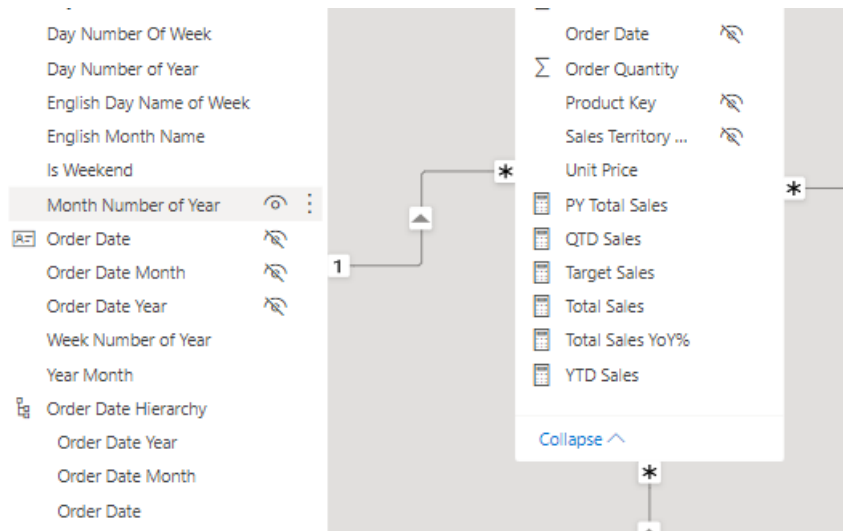 Day Number Of Week
Day Number of Year
English Day Name of Week
English Month Name
Is Weekend
Month Number of Year
Order Date
Order Date Month
Order Date Year
Week Number of Year
Year Month
Order Date Hierarchy
Order Date Year
Order Date Month
Order Date
1
*
Order Date
Σ Order Quantity
Product Key
Sales Territory ...
Unit Price
PY Total Sales
QTD Sales
Target Sales
Total Sales
Total Sales YoY%
YTD Sales
Collapse
*
*